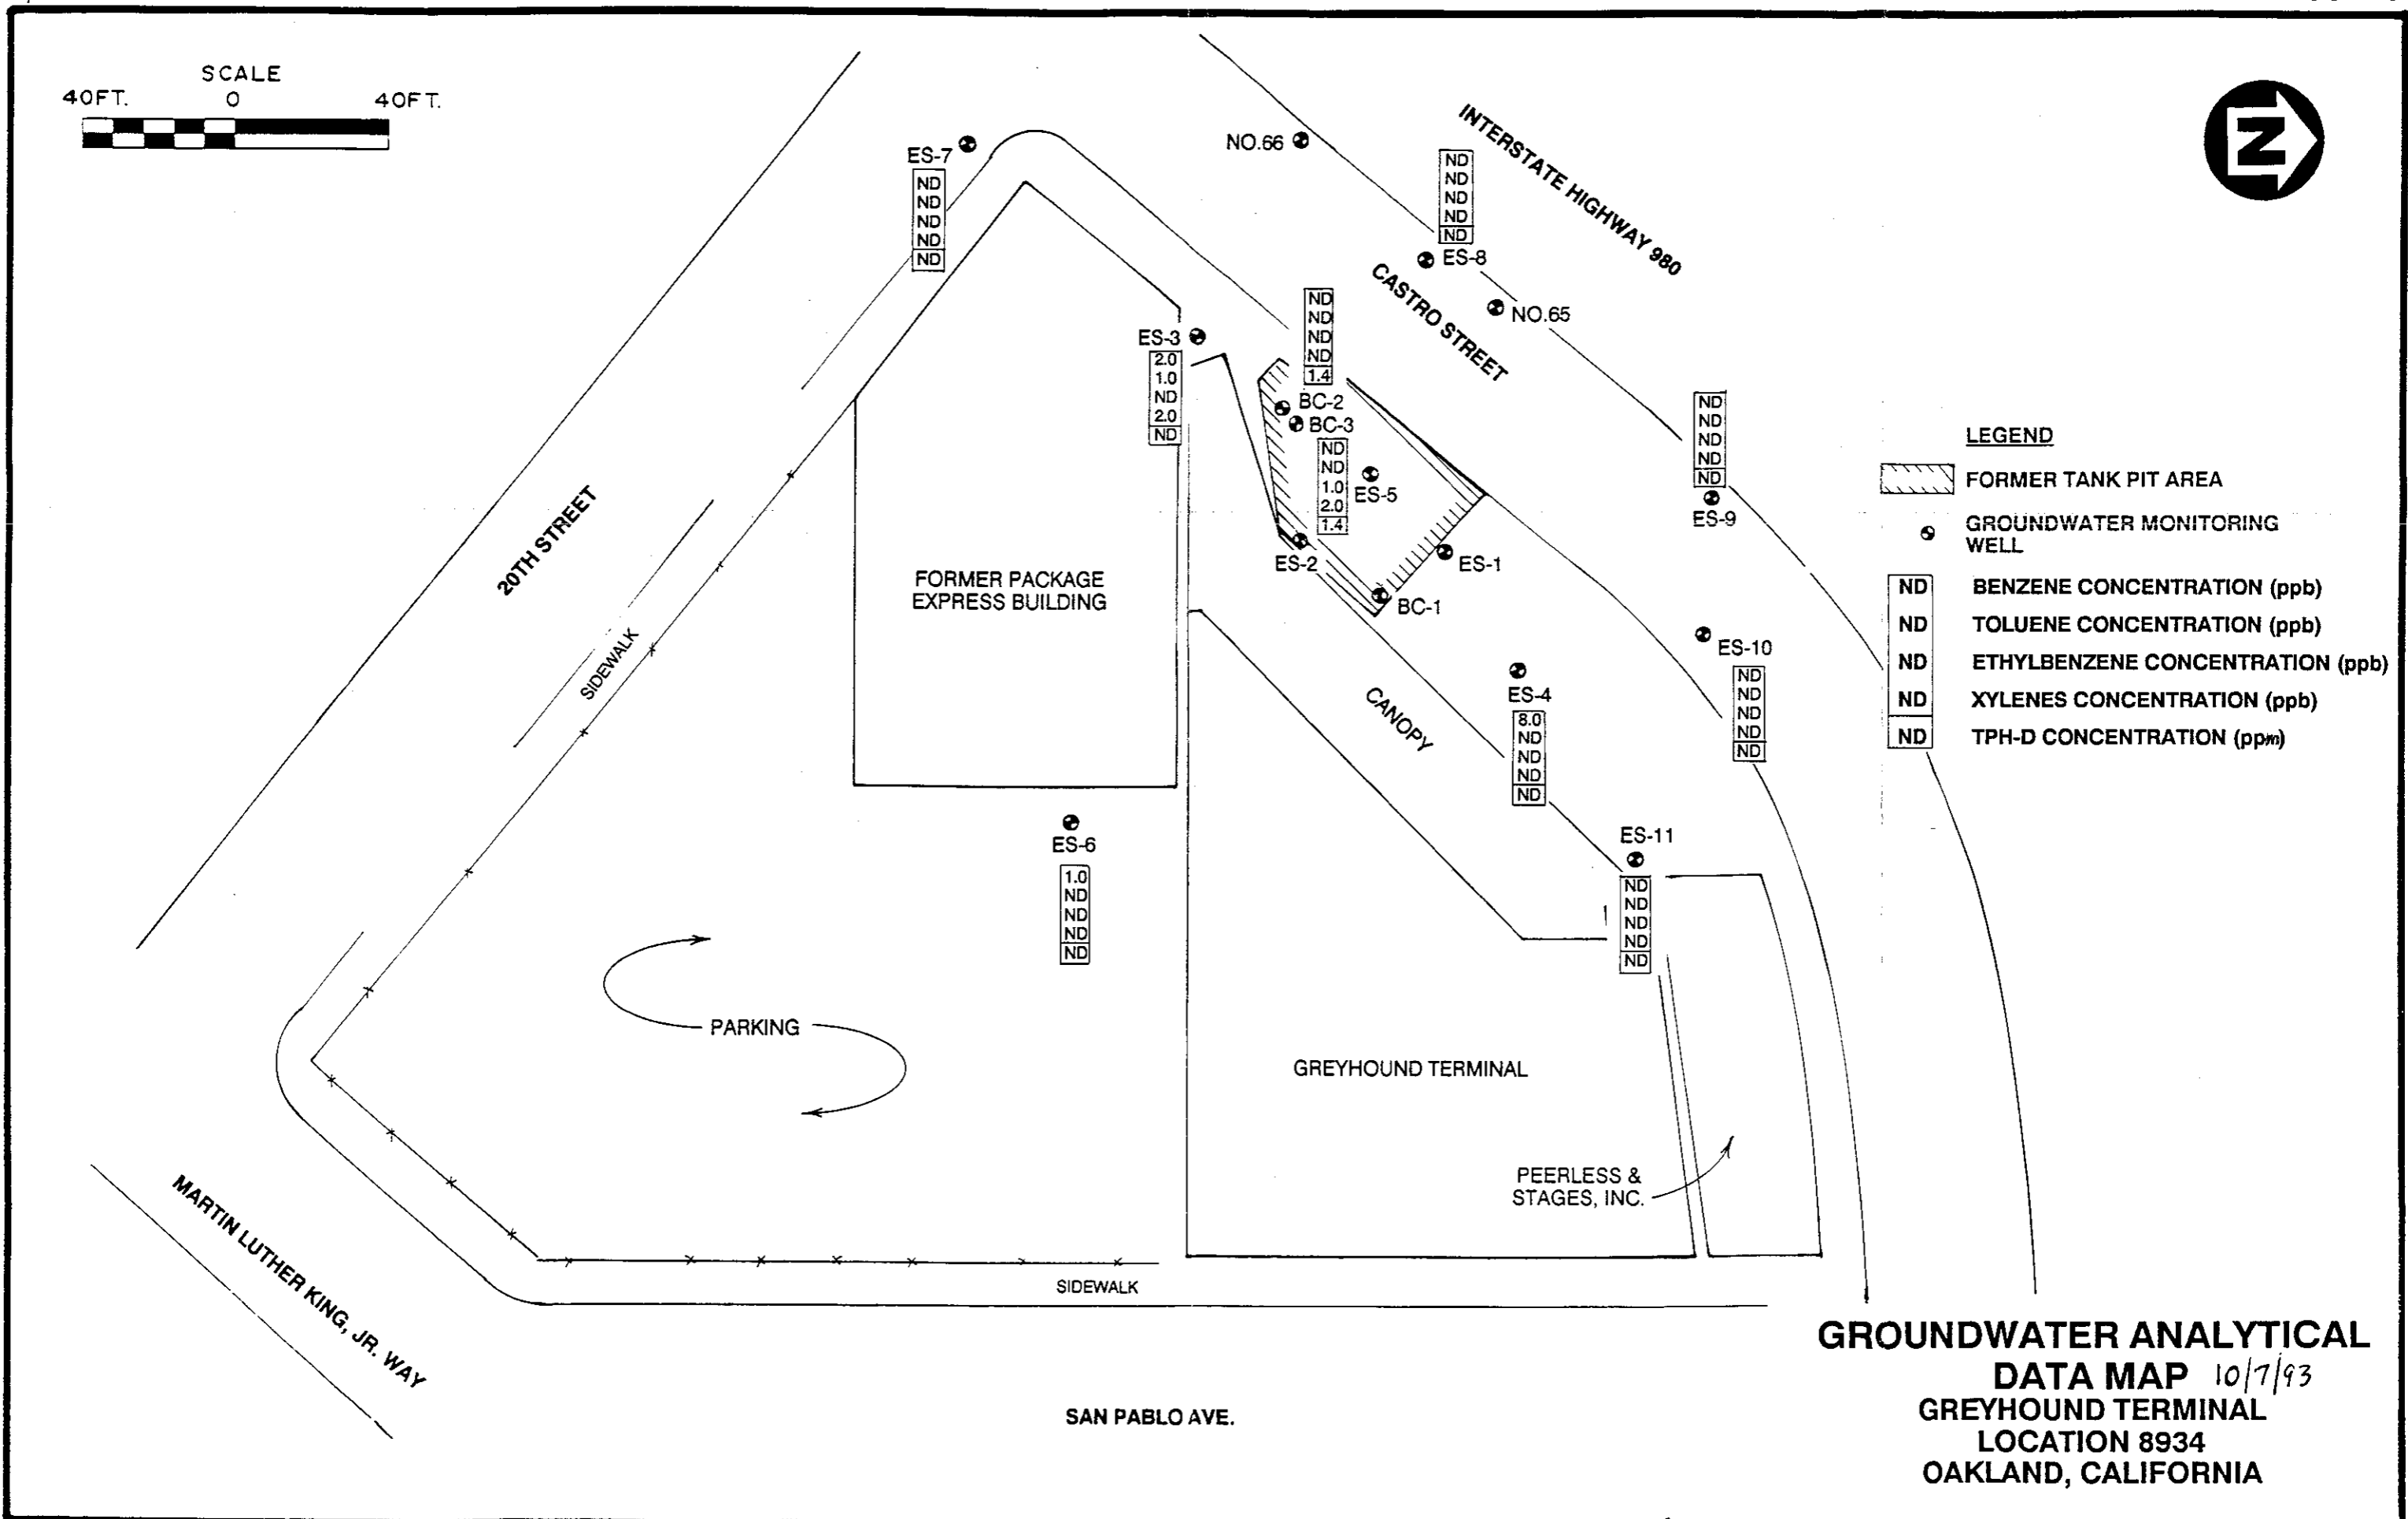 SCALE
40FT. 0 40FT.
N
INTERSTATE HIGHWAY 980
NO.66
ES-7
ND
ND
ND
ND
ND
ND
ND
ND
ND
ND
ES-8
CASTRO STREET
NO.65
ES-3
2.0
1.0
ND
2.0
ND
ND
ND
ND
ND
1.4
BC-2
BC-3
ND
ND
1.0
2.0
1.4
ES-5
ES-2
ES-1
BC-1
ND
ND
ND
ND
ND
ES-9
LEGEND
FORMER TANK PIT AREA
GROUNDWATER MONITORING
WELL
ND BENZENE CONCENTRATION (ppb)
ND TOLUENE CONCENTRATION (ppb)
ND ETHYLBENZENE CONCENTRATION (ppb)
ND XYLENES CONCENTRATION (ppb)
ND TPH-D CONCENTRATION (ppm)
20TH STREET
SIDEWALK
FORMER PACKAGE
EXPRESS BUILDING
ES-10
ND
ND
ND
ND
ND
CANOPY
ES-4
8.0
ND
ND
ND
ND
ES-6
1.0
ND
ND
ND
ND
ES-11
ND
ND
ND
ND
ND
PARKING
GREYHOUND TERMINAL
PEERLESS &
STAGES, INC.
MARTIN LUTHER KING, JR. WAY
SIDEWALK
SAN PABLO AVE.
GROUNDWATER ANALYTICAL
DATA MAP 10/7/93
GREYHOUND TERMINAL
LOCATION 8934
OAKLAND, CALIFORNIA